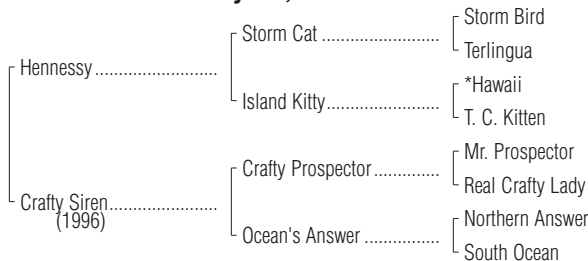 Storm Bird
Storm Cat ........................
Terlingua
Hennessy ..........................
*Hawaii
Island Kitty........................
T. C. Kitten
Mr. Prospector
Crafty Prospector..............
Real Crafty Lady
Crafty Siren.......................
(1996)
Northern Answer
Ocean's Answer ................
South Ocean